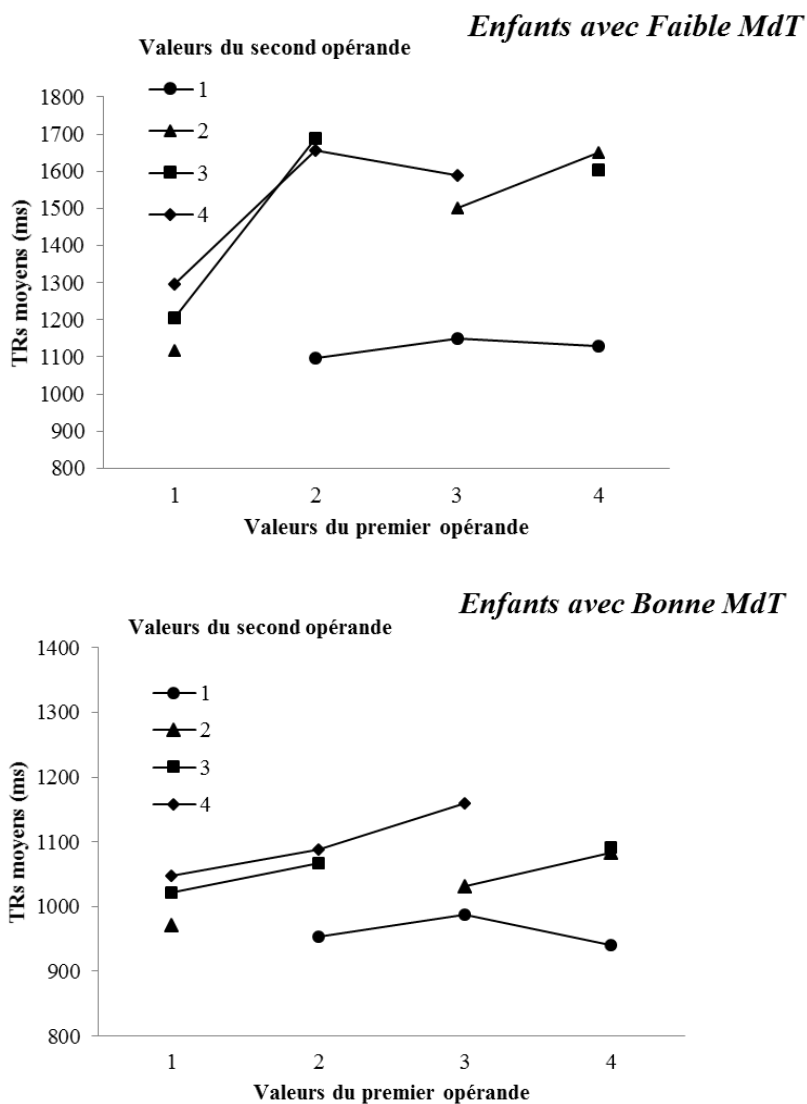 Enfants avec Faible MdT
Valeurs du second opérande
1
2
3
4
1800
1700
1600
1500
1400
1300
1200
1100
1000
900
800
TRs moyens (ms)
1 2 3 4
Valeurs du premier opérande
Enfants avec Bonne MdT
Valeurs du second opérande
1
2
3
4
1400
1300
1200
1100
1000
900
800
TRs moyens (ms)
1 2 3 4
Valeurs du premier opérande